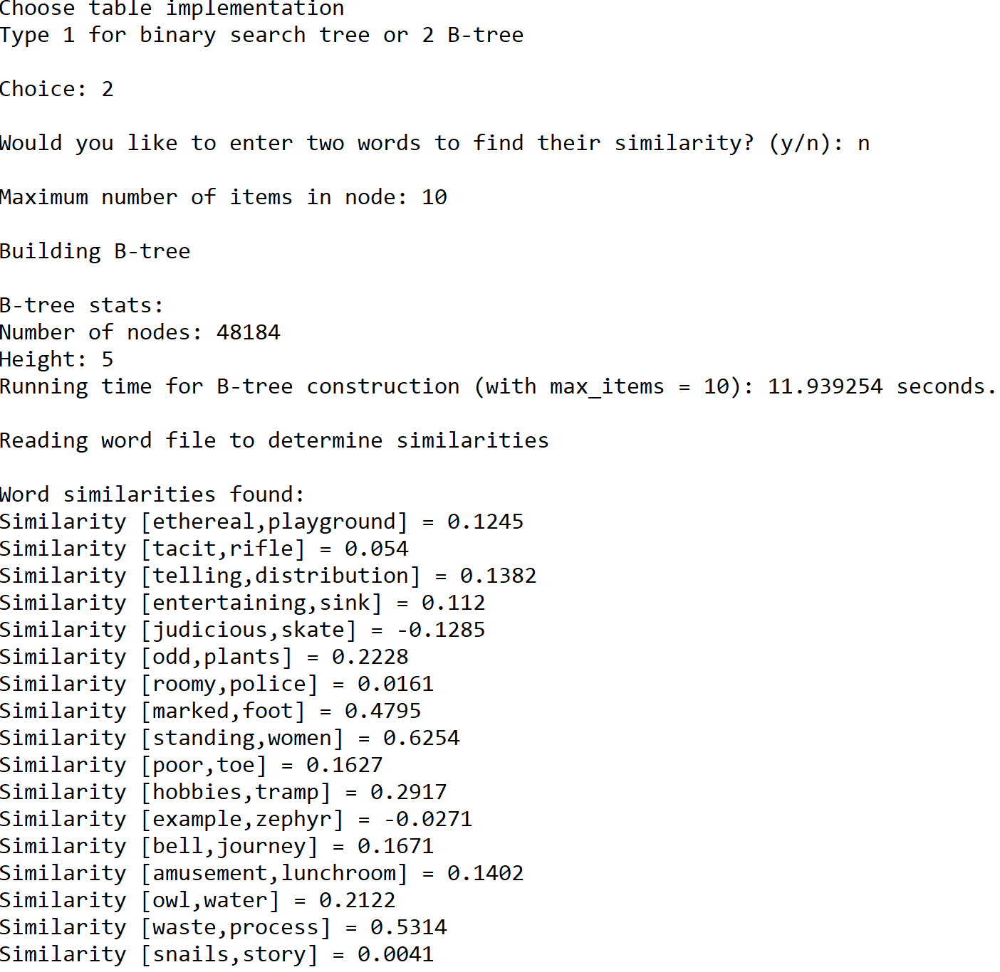 Choose table implementation
Type 1 for binary search tree or 2 B-tree
Choice: 2
Would you like to enter two words to find their similarity? (y/n): n
Maximum number of items in node: 10
Building B-tree
B-tree stats:
Number of nodes: 48184
Height: 5
Running time for B-tree construction (with max_items = 10): 11.939254 seconds.
Reading word file to determine similarities
Word similarities found:
Similarity [ethereal,playground] = 0.1245
Similarity [tacit,rifle] = 0.054
Similarity [telling,distribution] = 0.1382
Similarity [entertaining,sink] = 0.112
Similarity [judicious,skate] = -0.1285
Similarity [odd,plants] = 0.2228
Similarity [roomy,police] = 0.0161
Similarity [marked,foot] = 0.4795
Similarity [standing,women] = 0.6254
Similarity [poor,toe] = 0.1627
Similarity [hobbies,tramp] = 0.2917
Similarity [example,zephyr] = -0.0271
Similarity [bell,journey] = 0.1671
Similarity [amusement,lunchroom] = 0.1402
Similarity [owl,water] = 0.2122
Similarity [waste,process] = 0.5314
Similarity [snails,story] = 0.0041